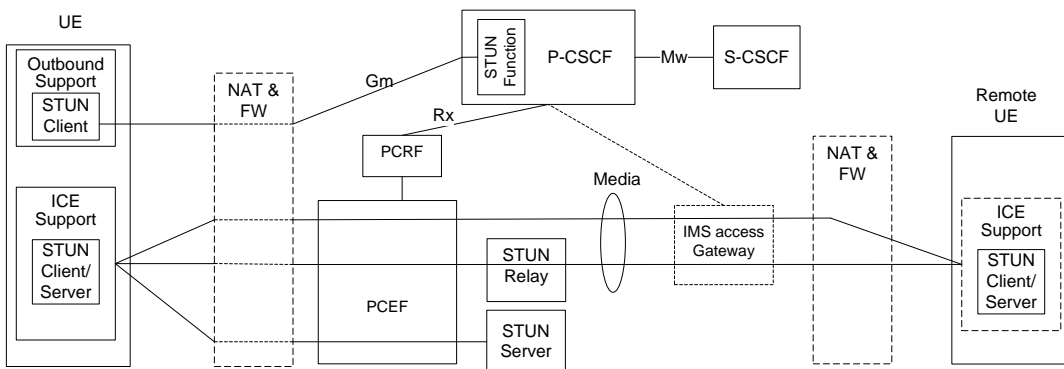 UE
Outbound
Support
STUN
Client
NAT &
FW
Gm
STUN
Function
P-CSCF
Mw
S-CSCF
Rx
PCRF
Remote
UE
NAT &
FW
ICE
Support
STUN
Client/
Server
Media
PCEF
STUN
Relay
STUN
Server
IMS access
Gateway
ICE
Support
STUN
Client/
Server